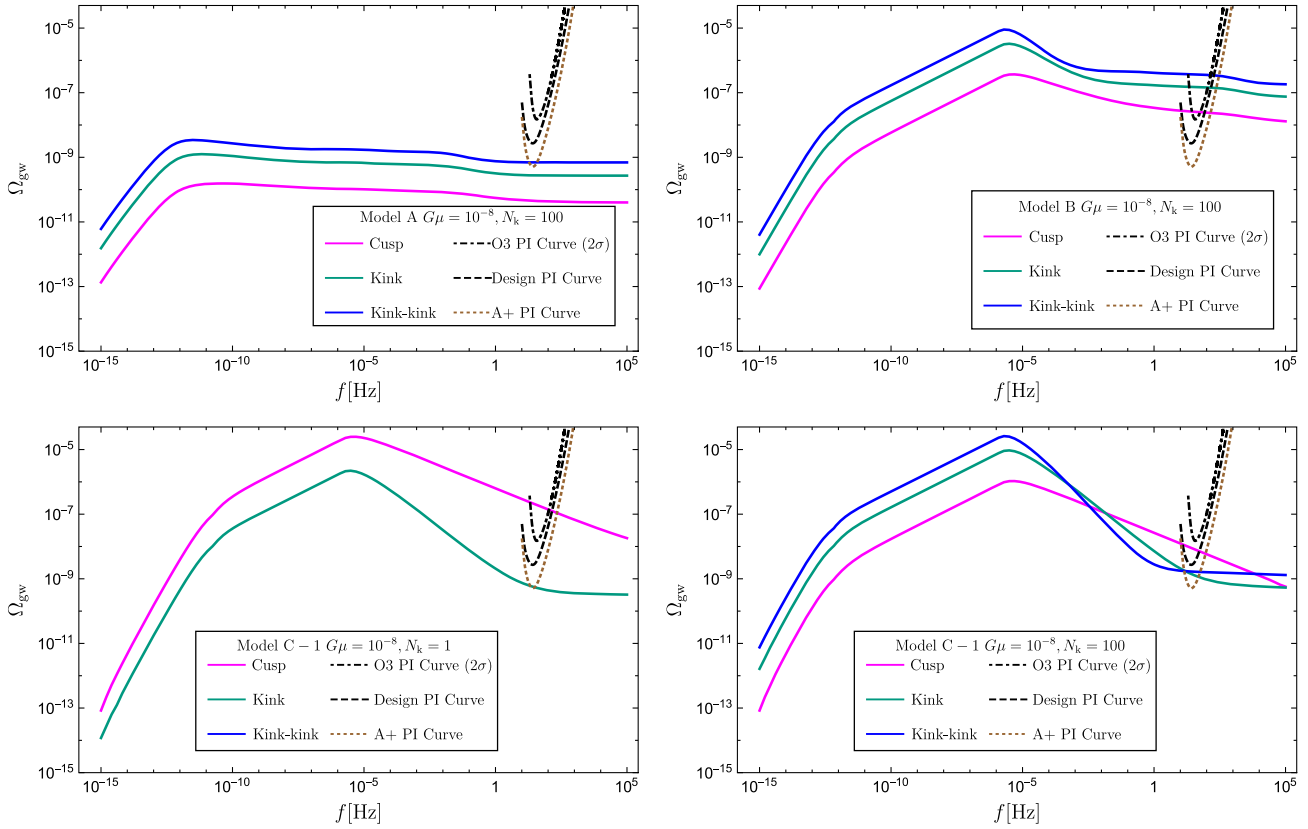 10⁻⁵
10⁻⁷
10⁻⁹
10⁻¹¹
10⁻¹³
10⁻¹⁵
Ω_gw
Model A Gμ = 10⁻⁸, N_k = 100
Cusp
O3 PI Curve (2σ)
Kink
Design PI Curve
Kink-kink
A+ PI Curve
10⁻¹⁵ 10⁻¹⁰ 10⁻⁵ 1 10⁵
f[Hz]
10⁻⁵
10⁻⁷
10⁻⁹
10⁻¹¹
10⁻¹³
10⁻¹⁵
Ω_gw
Model B Gμ = 10⁻⁸, N_k = 100
Cusp
O3 PI Curve (2σ)
Kink
Design PI Curve
Kink-kink
A+ PI Curve
10⁻¹⁵ 10⁻¹⁰ 10⁻⁵ 1 10⁵
f[Hz]
10⁻⁵
10⁻⁷
10⁻⁹
10⁻¹¹
10⁻¹³
10⁻¹⁵
Ω_gw
Model C − 1 Gμ = 10⁻⁸, N_k = 1
Cusp
O3 PI Curve (2σ)
Kink
Design PI Curve
Kink-kink
A+ PI Curve
10⁻¹⁵ 10⁻¹⁰ 10⁻⁵ 1 10⁵
f[Hz]
10⁻⁵
10⁻⁷
10⁻⁹
10⁻¹¹
10⁻¹³
10⁻¹⁵
Ω_gw
Model C − 1 Gμ = 10⁻⁸, N_k = 100
Cusp
O3 PI Curve (2σ)
Kink
Design PI Curve
Kink-kink
A+ PI Curve
10⁻¹⁵ 10⁻¹⁰ 10⁻⁵ 1 10⁵
f[Hz]